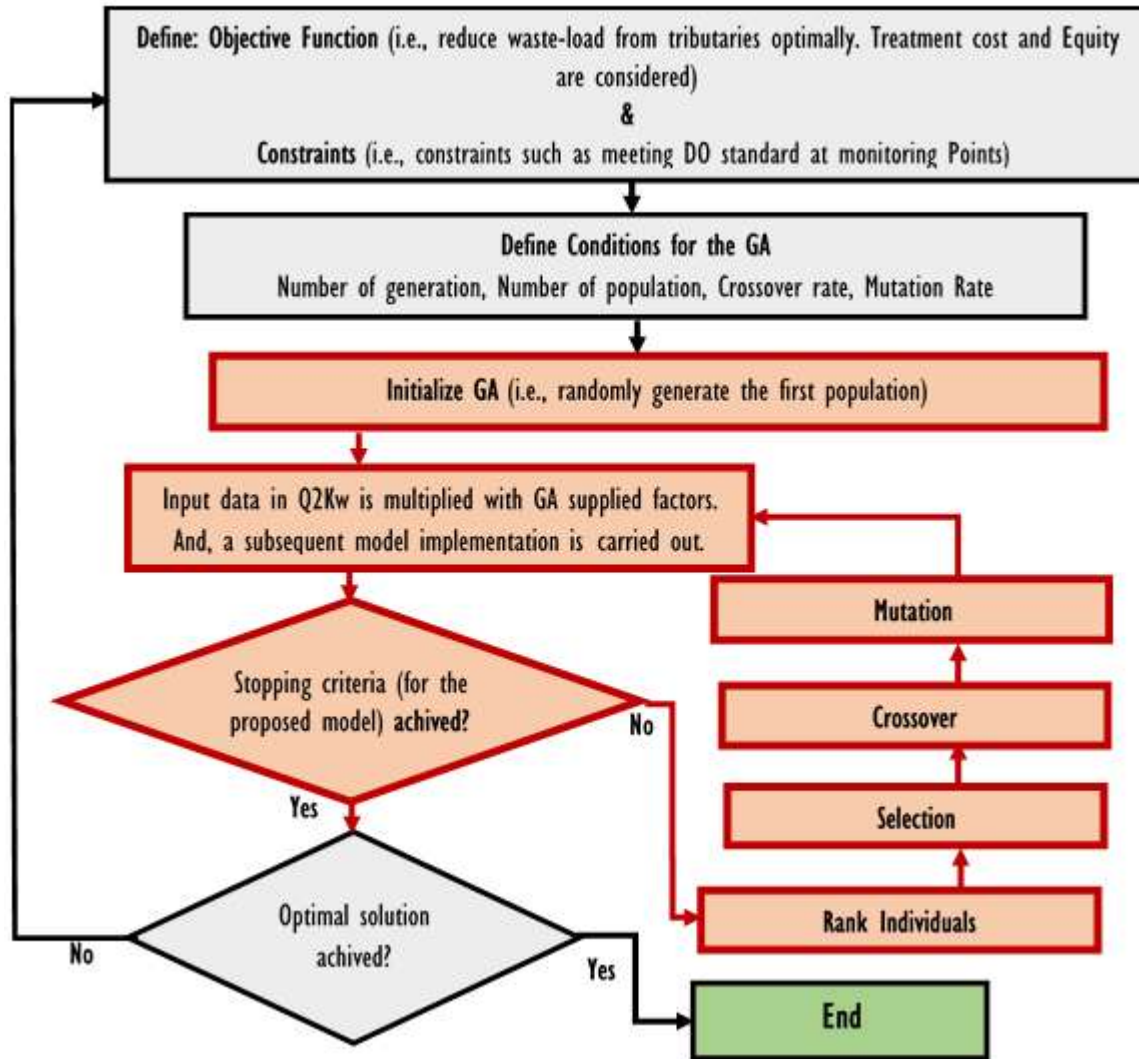 Define: Objective Function (i.e., reduce waste-load from tributaries optimally. Treatment cost and Equity
are considered)
&
Constraints (i.e., constraints such as meeting DO standard at monitoring Points)
Define Conditions for the GA
Number of generation, Number of population, Crossover rate, Mutation Rate
Initialize GA (i.e., randomly generate the first population)
Input data in Q2Kw is multiplied with GA supplied factors.
And, a subsequent model implementation is carried out.
Mutation
Stopping criteria (for the
proposed model) achived?
No
Crossover
Yes
Selection
Rank Individuals
Optimal solution
achived?
No
Yes
End